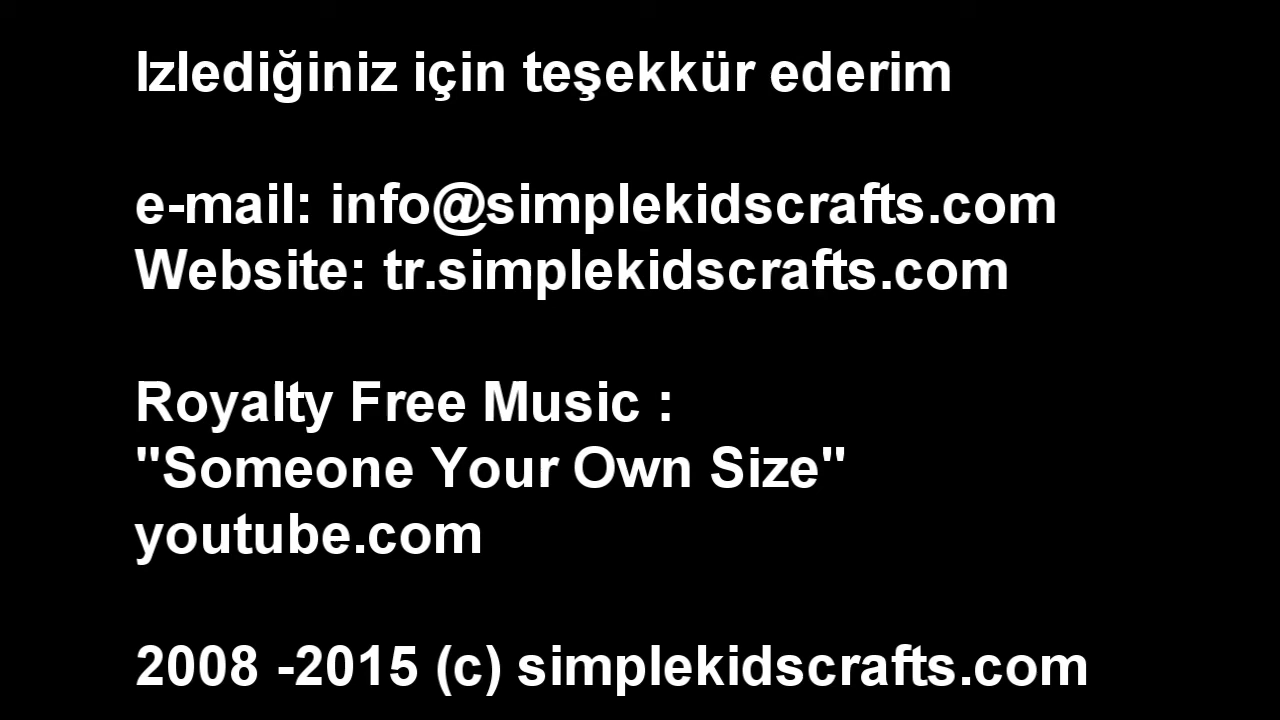 Izlediğiniz için teşekkür ederim
e-mail: info@simplekidscrafts.com
Website: tr.simplekidscrafts.com
Royalty Free Music :
"Someone Your Own Size"
youtube.com
2008 -2015 (c) simplekidscrafts.com